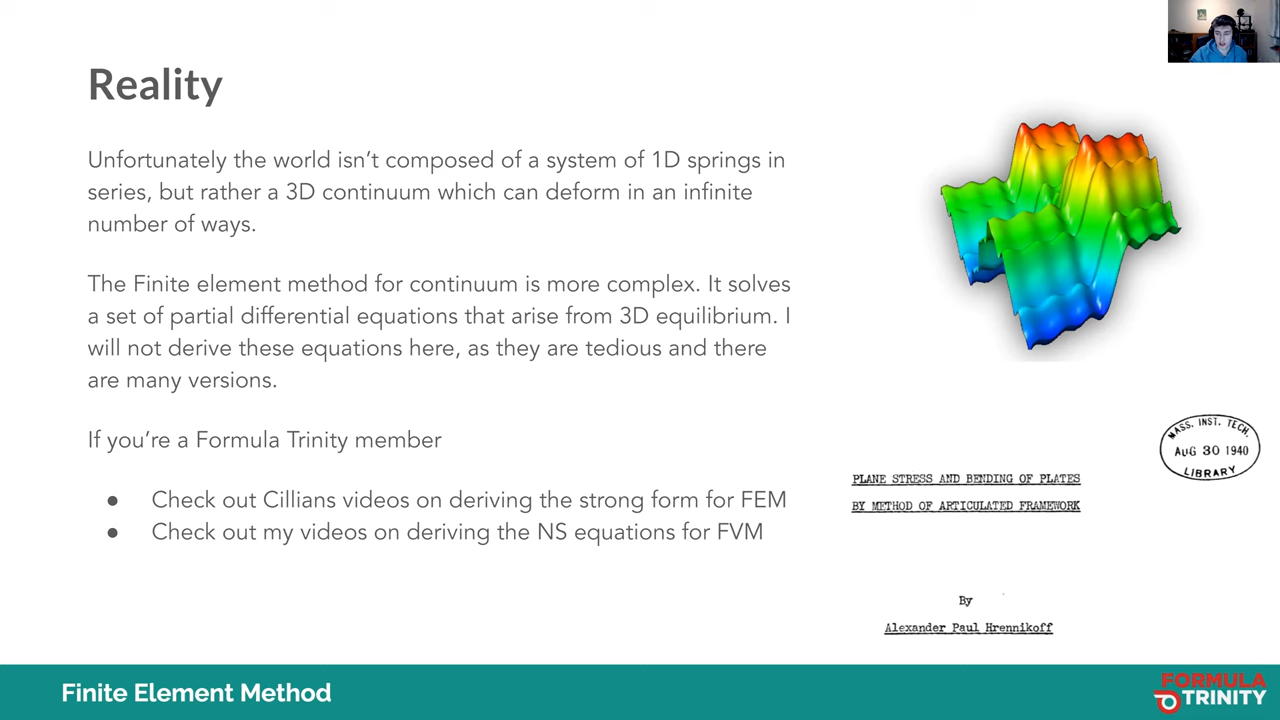 Reality
Unfortunately the world isn't composed of a system of 1D springs in
series, but rather a 3D continuum which can deform in an infinite
number of ways.
The Finite element method for continuum is more complex. It solves
a set of partial differential equations that arise from 3D equilibrium. I
will not derive these equations here, as they are tedious and there
are many versions.
If you're a Formula Trinity member
● Check out Cillians videos on deriving the strong form for FEM
● Check out my videos on deriving the NS equations for FVM
MASS. INST. TECH.
AUG 30 1940
LIBRARY
PLANE STRESS AND BENDING OF PLATES
BY METHOD OF ARTICULATED FRAMEWORK
By
Alexander Paul Hrennikoff
Finite Element Method
FORMULA
TRINITY